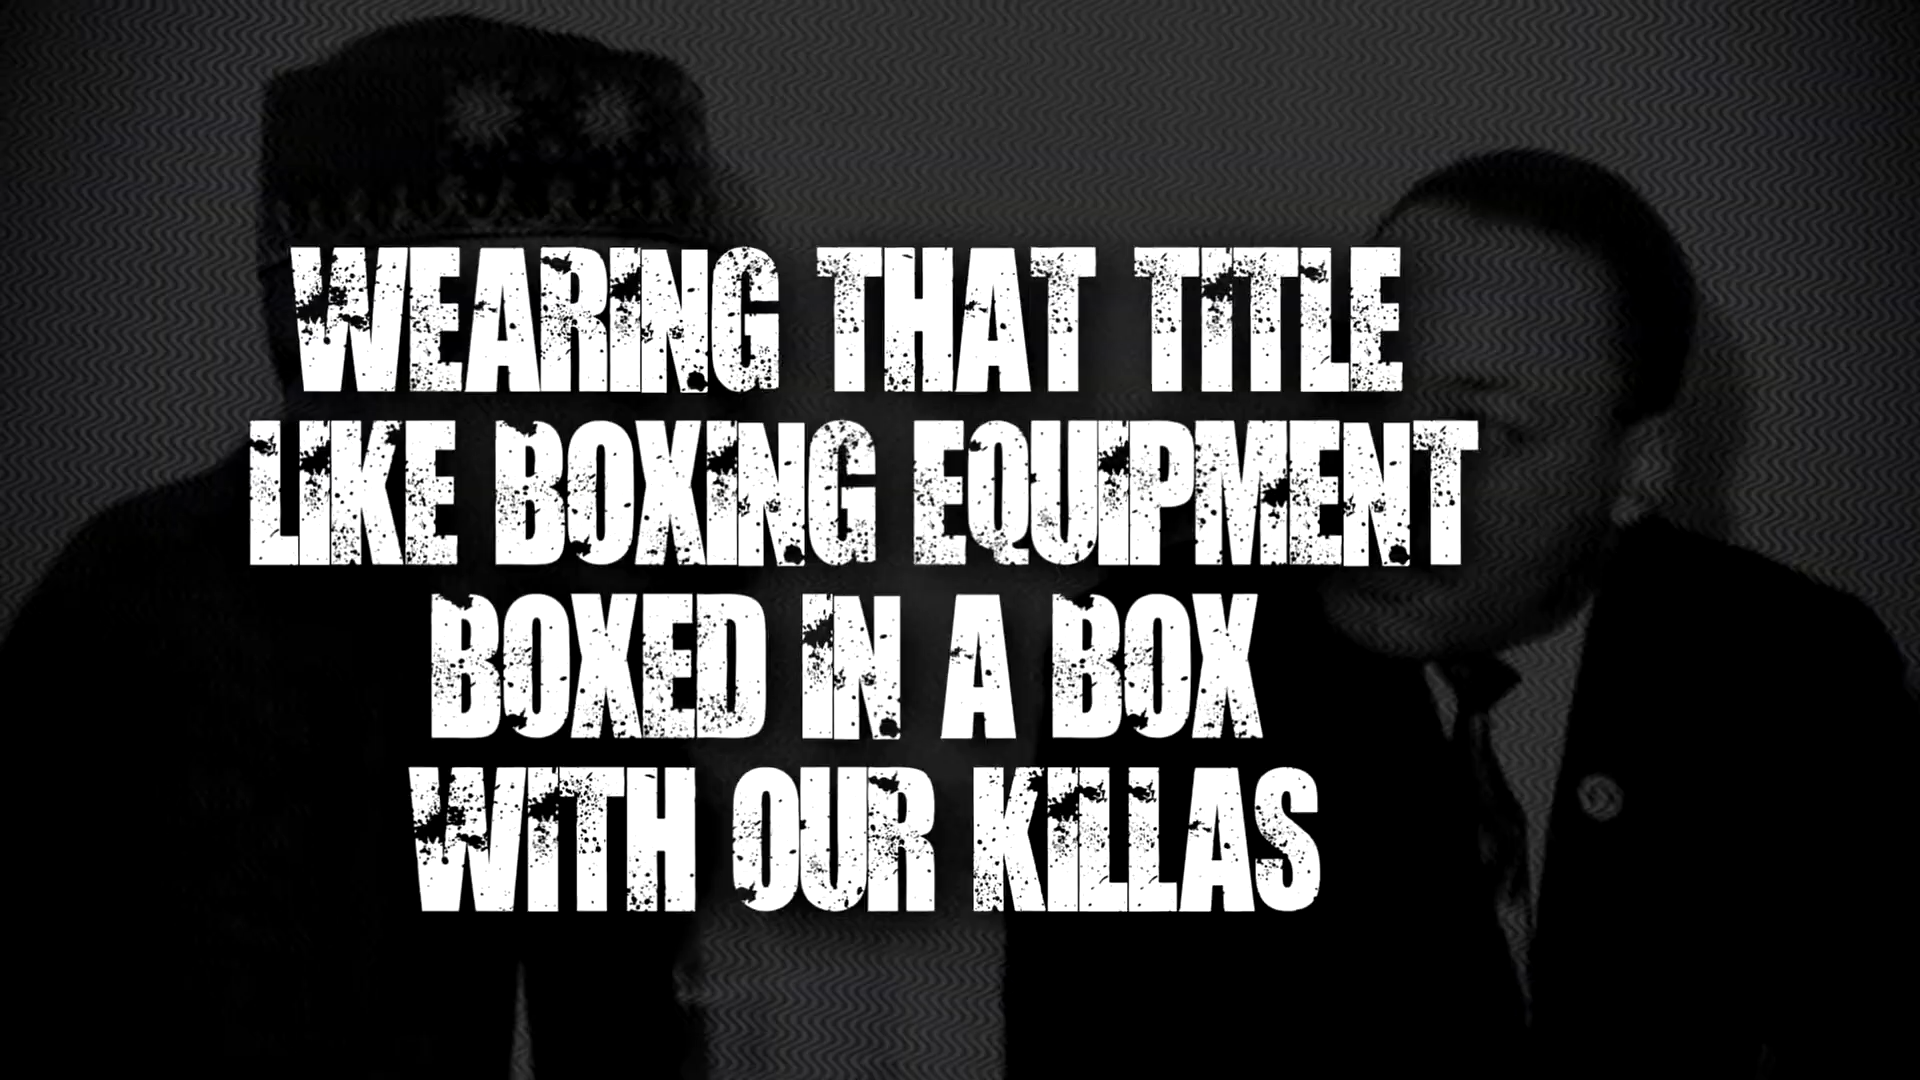 WEARING THAT TITLE
LIKE BOXING EQUIPMENT
BOXED IN A BOX
WITH OUR KILLAS